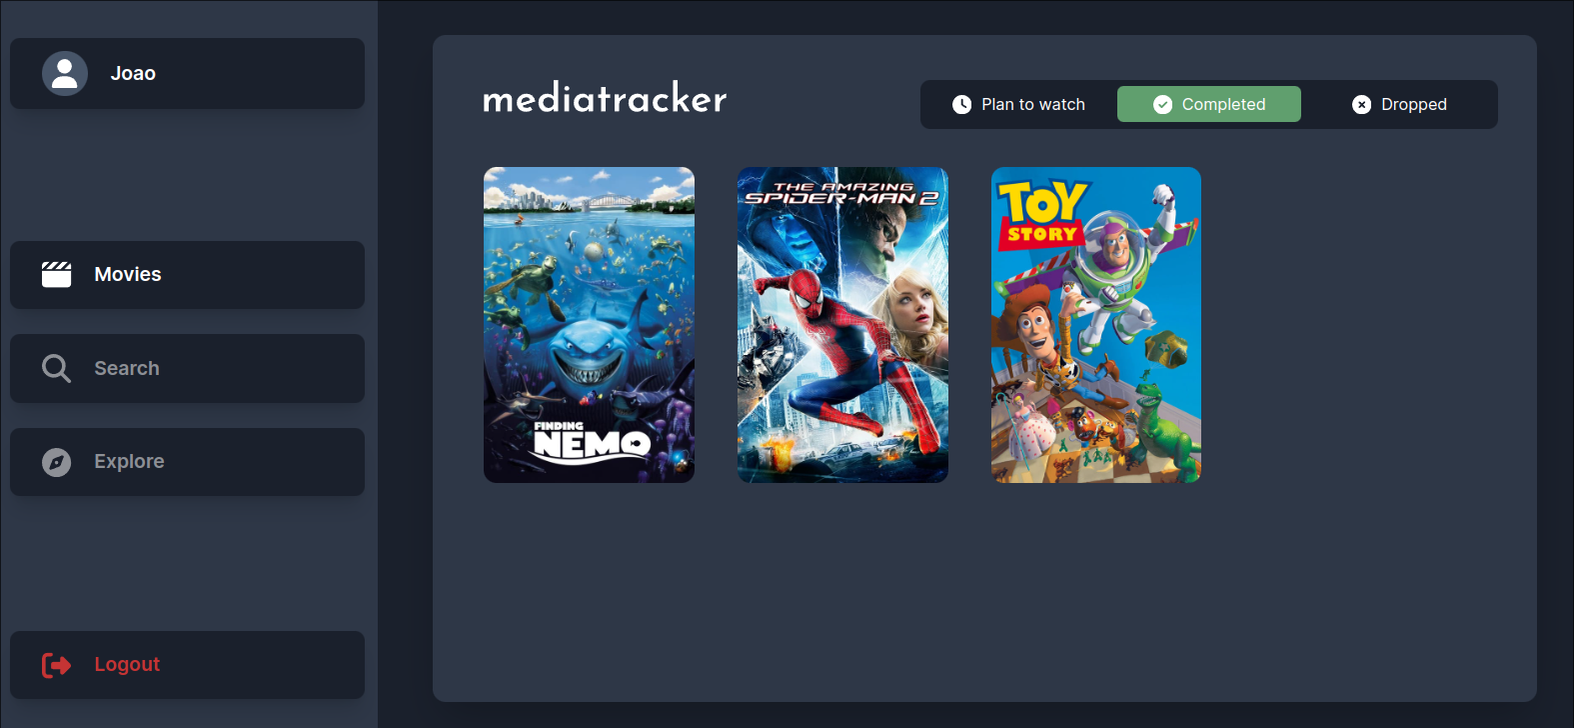 Joao
Movies
Search
Explore
Logout
mediatracker
Plan to watch
Completed
Dropped
FINDING
NEMO
THE AMAZING
SPIDER-MAN 2
TOY
STORY